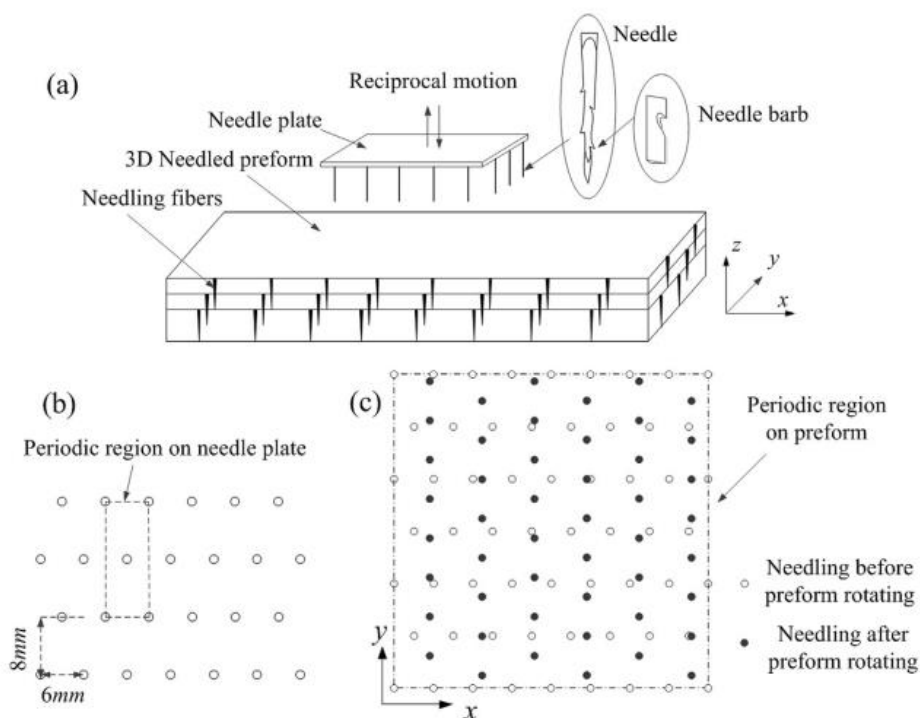 (a)
Needle
Reciprocal motion
Needle plate
Needle barb
3D Needled preform
Needling fibers
z
y
x
(b)
Periodic region on needle plate
8mm
6mm
(c)
Periodic region
on preform
Needling before
preform rotating
Needling after
preform rotating
y
x